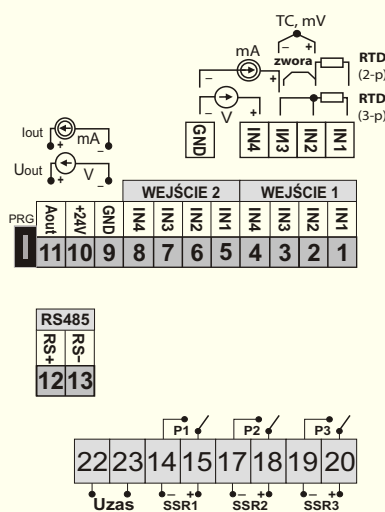 TC, mV
– +
mA
zwora
RTD
(2-p)
– +
RTD
(3-p)
– V +
GND IN4 IN3 IN2 IN1
Iout + mA –
Uout + V –
WEJŚCIE 2 WEJŚCIE 1
PRG Aout +24V GND IN4 IN3 IN2 IN1 IN4 IN3 IN2 IN1
11 10 9 8 7 6 5 4 3 2 1
RS485
RS+ RS–
12 13
P1 P2 P3
22 23 14 15 17 18 19 20
– + – + – +
Uzas SSR1 SSR2 SSR3